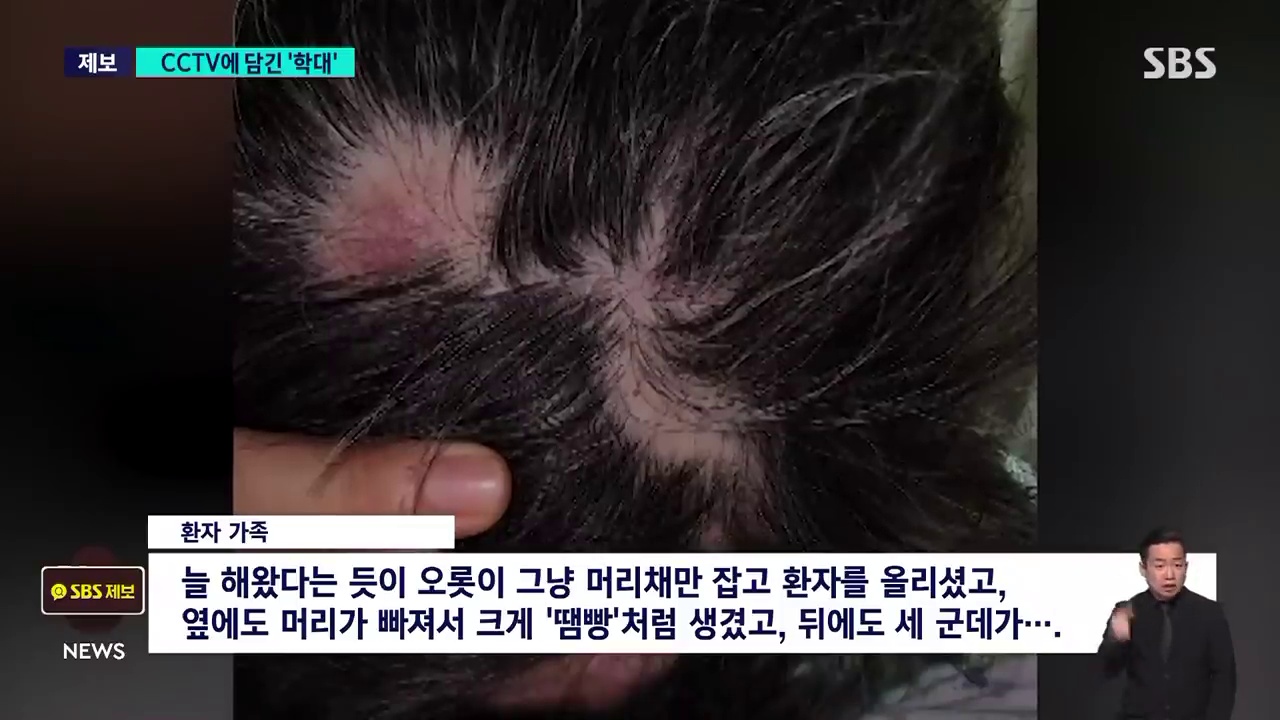 제보 CCTV에 담긴 '학대'
SBS
환자 가족
늘 해왔다는 듯이 오롯이 그냥 머리채만 잡고 환자를 올리셨고,
옆에도 머리가 빠져서 크게 '땜빵'처럼 생겼고, 뒤에도 세 군데가….
SBS 제보
NEWS